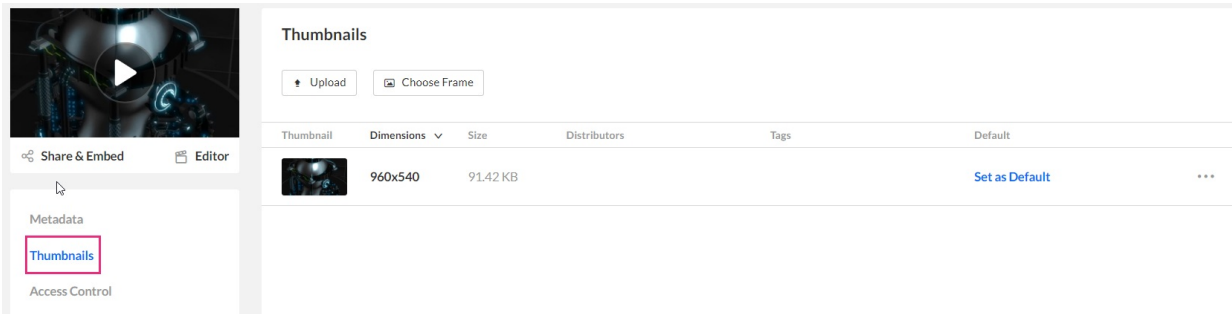 Share & Embed
Editor
Metadata
Thumbnails
Access Control
Thumbnails
Upload
Choose Frame
Thumbnail Dimensions Size Distributors Tags Default
960x540 91.42 KB Set as Default